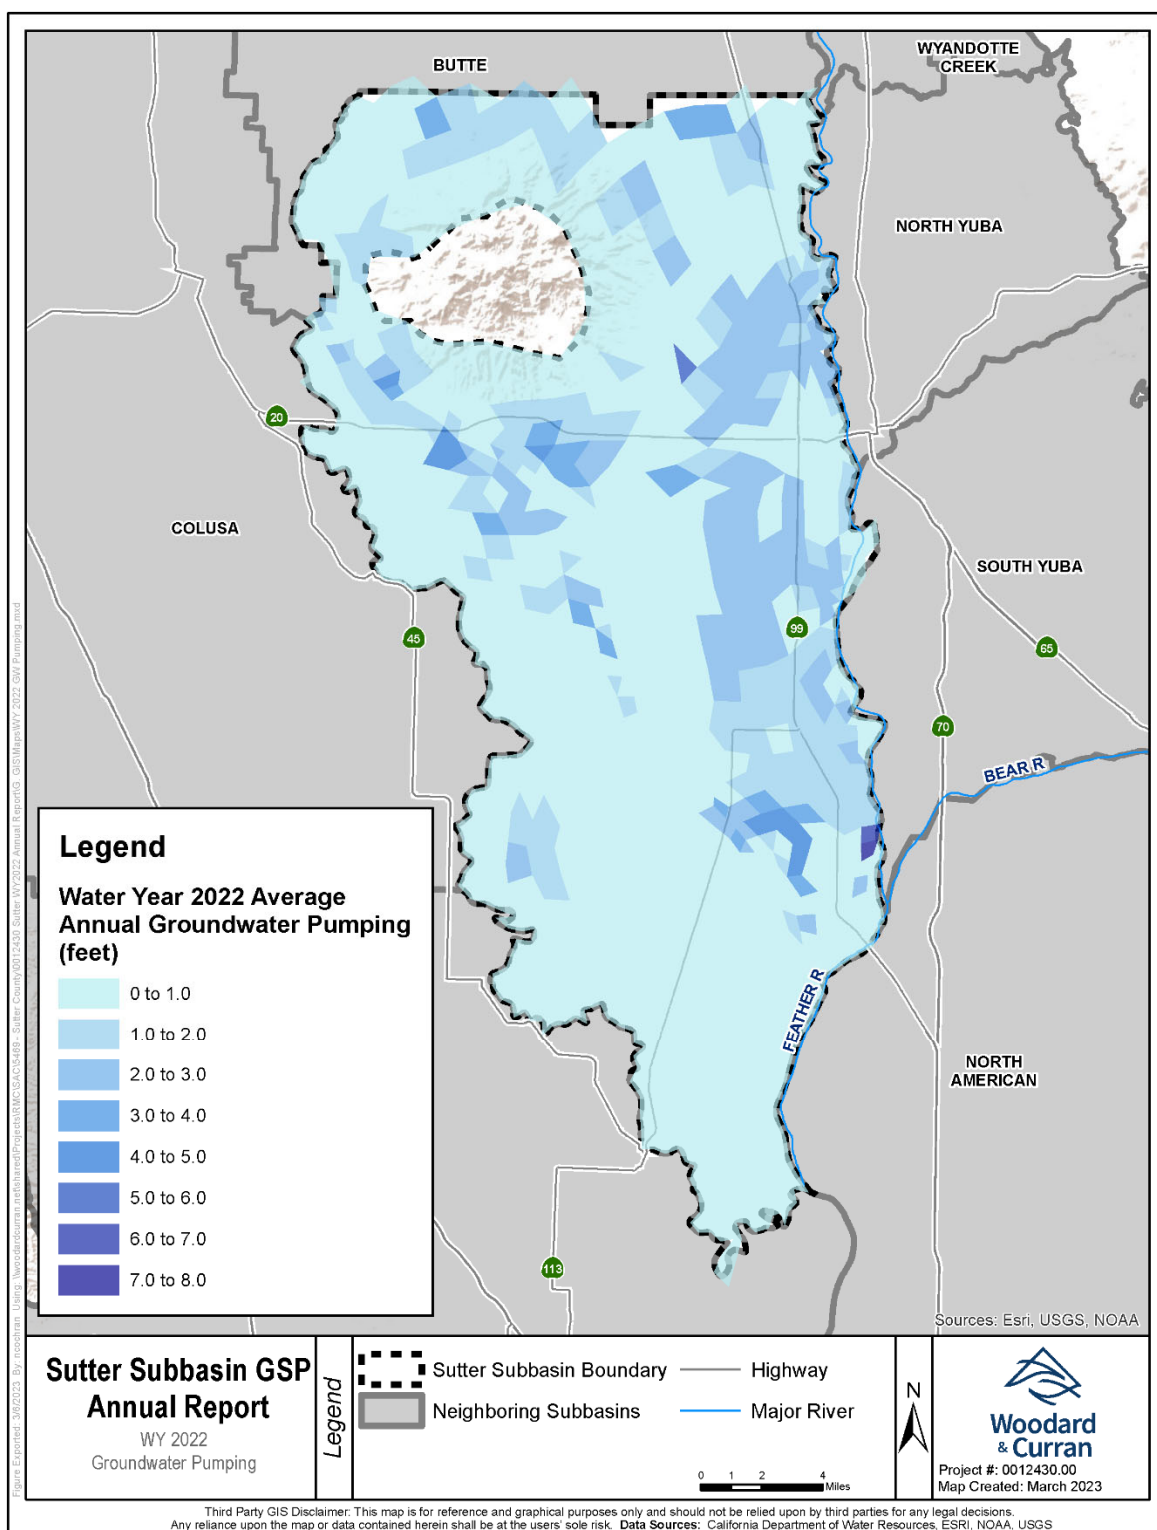 BUTTE
WYANDOTTE
CREEK
NORTH YUBA
20
COLUSA
SOUTH YUBA
45
99
65
70
BEAR R
FEATHER R
NORTH
AMERICAN
113
Legend
Water Year 2022 Average
Annual Groundwater Pumping
(feet)
0 to 1.0
1.0 to 2.0
2.0 to 3.0
3.0 to 4.0
4.0 to 5.0
5.0 to 6.0
6.0 to 7.0
7.0 to 8.0
Sources: Esri, USGS, NOAA
Sutter Subbasin GSP
Annual Report
WY 2022
Groundwater Pumping
Legend
Sutter Subbasin Boundary
Highway
Neighboring Subbasins
Major River
N
0 1 2 4
Miles
Woodard
& Curran
Project #: 0012430.00
Map Created: March 2023
Third Party GIS Disclaimer: This map is for reference and graphical purposes only and should not be relied upon by third parties for any legal decisions.
Any reliance upon the map or data contained herein shall be at the users' sole risk. Data Sources: California Department of Water Resources, ESRI, NOAA, USGS
Figure Exported: 3/6/2023 By: ncochran Using: